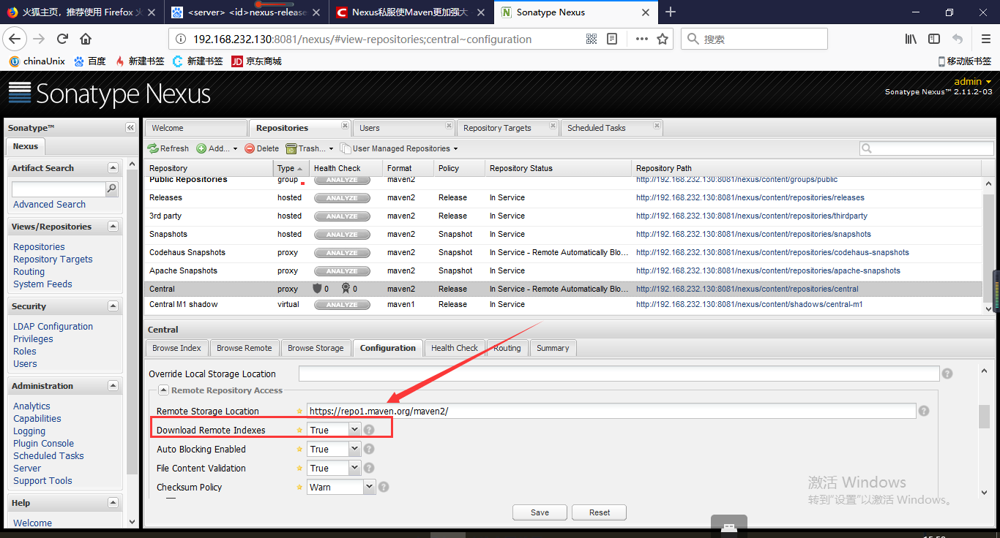 火狐主页，推荐使用 Firefox 火
<server> <id>nexus-release
Nexus私服使Maven更加强大
Sonatype Nexus
192.168.232.130:8081/nexus/#view-repositories;central~configuration
搜索
chinaUnix 百度 新建书签 新建书签 JD 京东商城 移动版书签
Sonatype Nexus
admin
Sonatype Nexus™ 2.11.2-03
Sonatype™
Nexus
Artifact Search
Advanced Search
Views/Repositories
Repositories
Repository Targets
Routing
System Feeds
Security
LDAP Configuration
Privileges
Roles
Users
Administration
Analytics
Capabilities
Logging
Plugin Console
Scheduled Tasks
Server
Support Tools
Help
Welcome
Welcome Repositories Users Repository Targets Scheduled Tasks
Refresh Add... Delete Trash... User Managed Repositories
Repository Type Health Check Format Policy Repository Status Repository Path
Public Repositories group ANALYZE maven2 http://192.168.232.130:8081/nexus/content/groups/public
Releases hosted ANALYZE maven2 Release In Service http://192.168.232.130:8081/nexus/content/repositories/releases
3rd party hosted ANALYZE maven2 Release In Service http://192.168.232.130:8081/nexus/content/repositories/thirdparty
Snapshots hosted ANALYZE maven2 Snapshot In Service http://192.168.232.130:8081/nexus/content/repositories/snapshots
Codehaus Snapshots proxy ANALYZE maven2 Snapshot In Service - Remote Automatically Blo... http://192.168.232.130:8081/nexus/content/repositories/codehaus-snapshots
Apache Snapshots proxy ANALYZE maven2 Snapshot In Service http://192.168.232.130:8081/nexus/content/repositories/apache-snapshots
Central proxy 0 0 maven2 Release In Service - Remote Automatically Blo... http://192.168.232.130:8081/nexus/content/repositories/central
Central M1 shadow virtual ANALYZE maven1 Release In Service http://192.168.232.130:8081/nexus/content/shadows/central-m1
Central
Browse Index Browse Remote Browse Storage Configuration Health Check Routing Summary
Override Local Storage Location
Remote Repository Access
Remote Storage Location https://repo1.maven.org/maven2/
Download Remote Indexes True
Auto Blocking Enabled True
File Content Validation True
Checksum Policy Warn
Save Reset
激活 Windows
转到"设置"以激活 Windows。